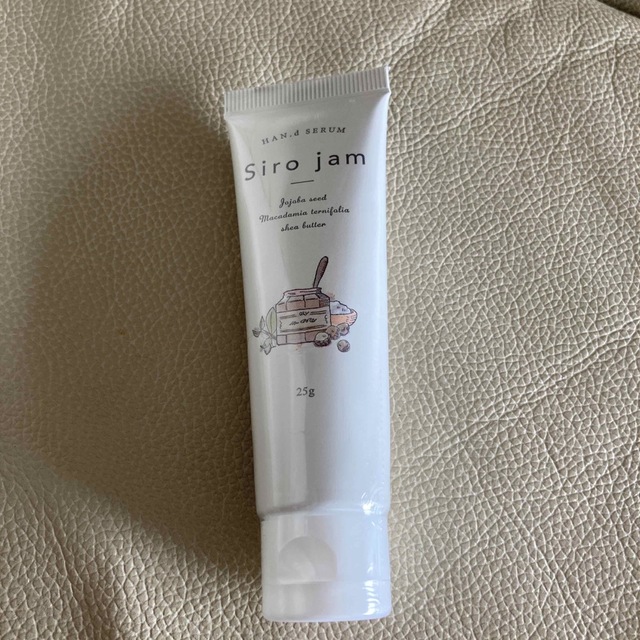 HAN.d SERUM
Siro jam
Jojoba seed
Macadamia ternifolia
shea butter
25g